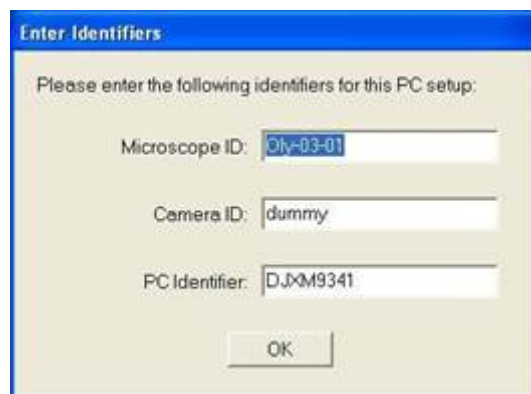 Enter Identifiers
Please enter the following identifiers for this PC setup:
Microscope ID: Oly-03-01
Camera ID: dummy
PC Identifier: DJXM9341
OK